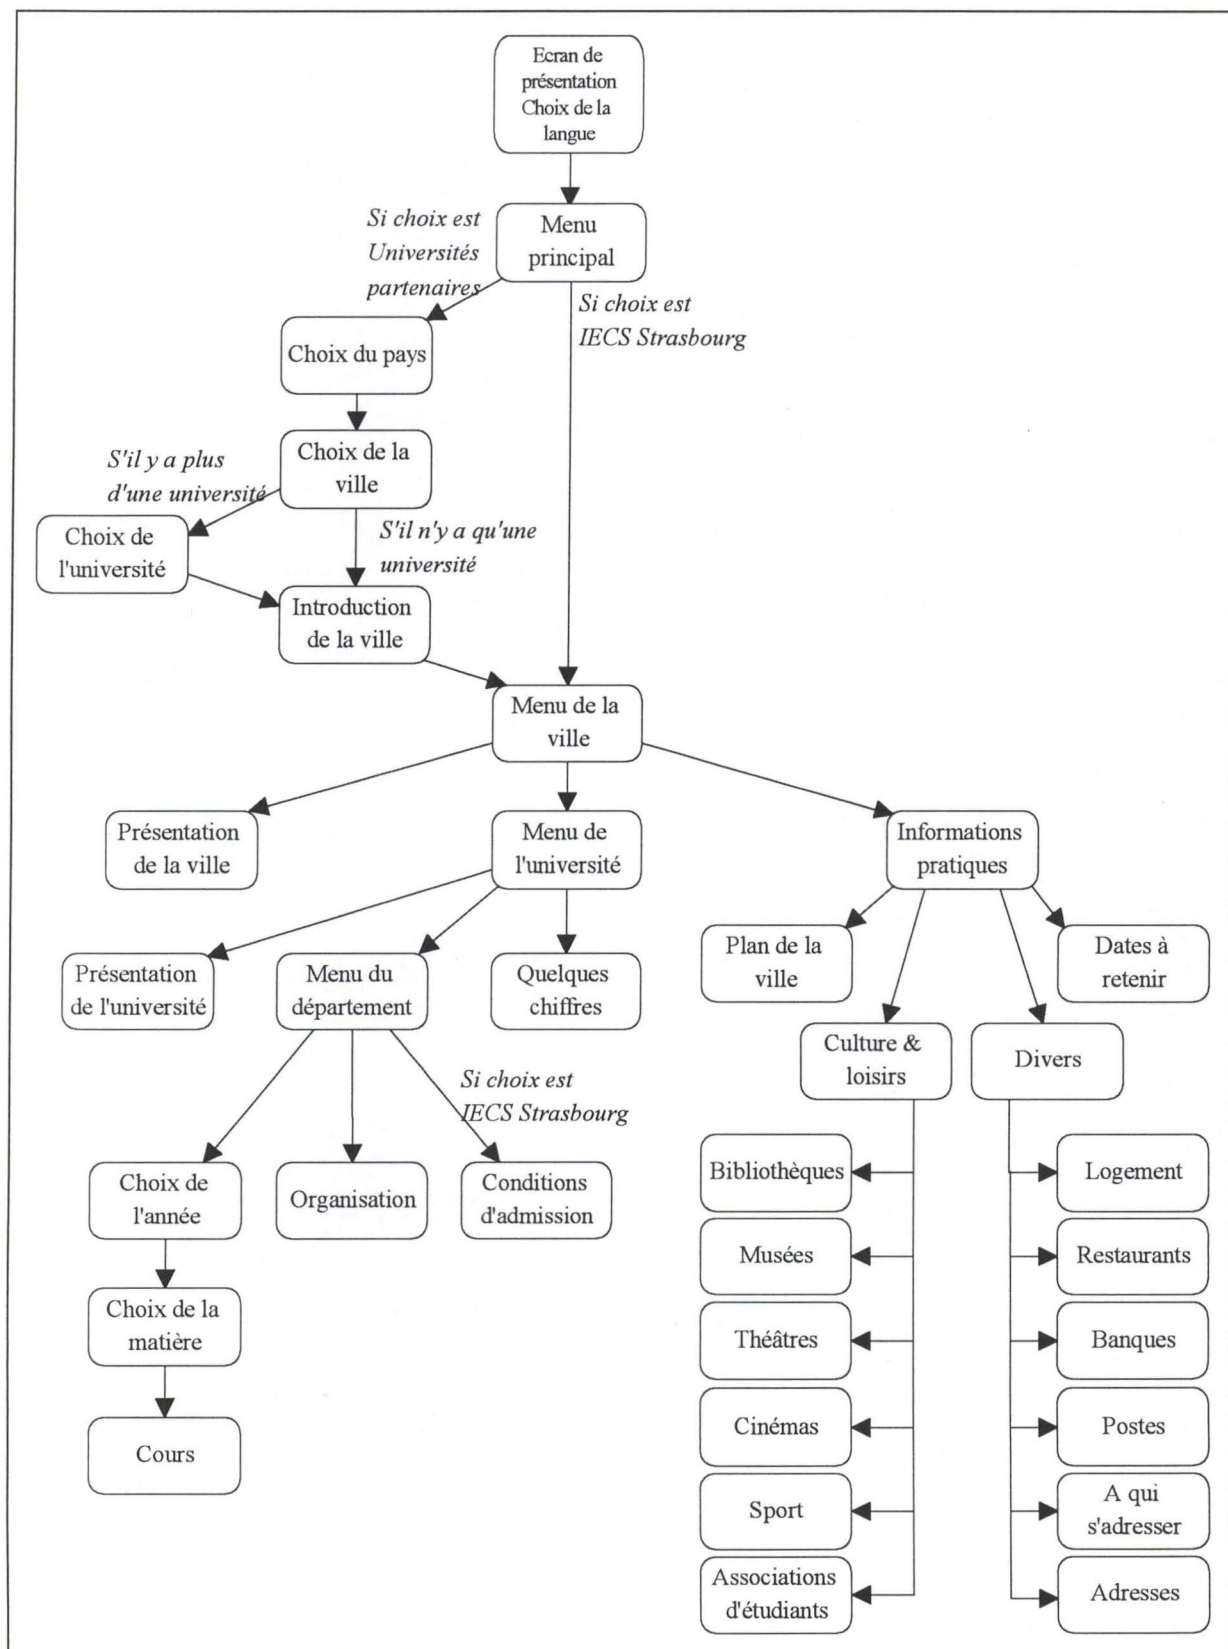 Ecran de
présentation
Choix de la
langue
Si choix est
Universités
partenaires
Menu
principal
Si choix est
IECS Strasbourg
Choix du pays
S'il y a plus
d'une université
Choix de la
ville
Choix de
l'université
S'il n'y a qu'une
université
Introduction
de la ville
Menu de la
ville
Présentation
de la ville
Menu de
l'université
Informations
pratiques
Présentation
de l'université
Menu du
département
Quelques
chiffres
Plan de la
ville
Dates à
retenir
Culture &
loisirs
Divers
Si choix est
IECS Strasbourg
Choix de
l'année
Organisation
Conditions
d'admission
Choix de la
matière
Cours
Bibliothèques
Musées
Théâtres
Cinémas
Sport
Associations
d'étudiants
Logement
Restaurants
Banques
Postes
A qui
s'adresser
Adresses